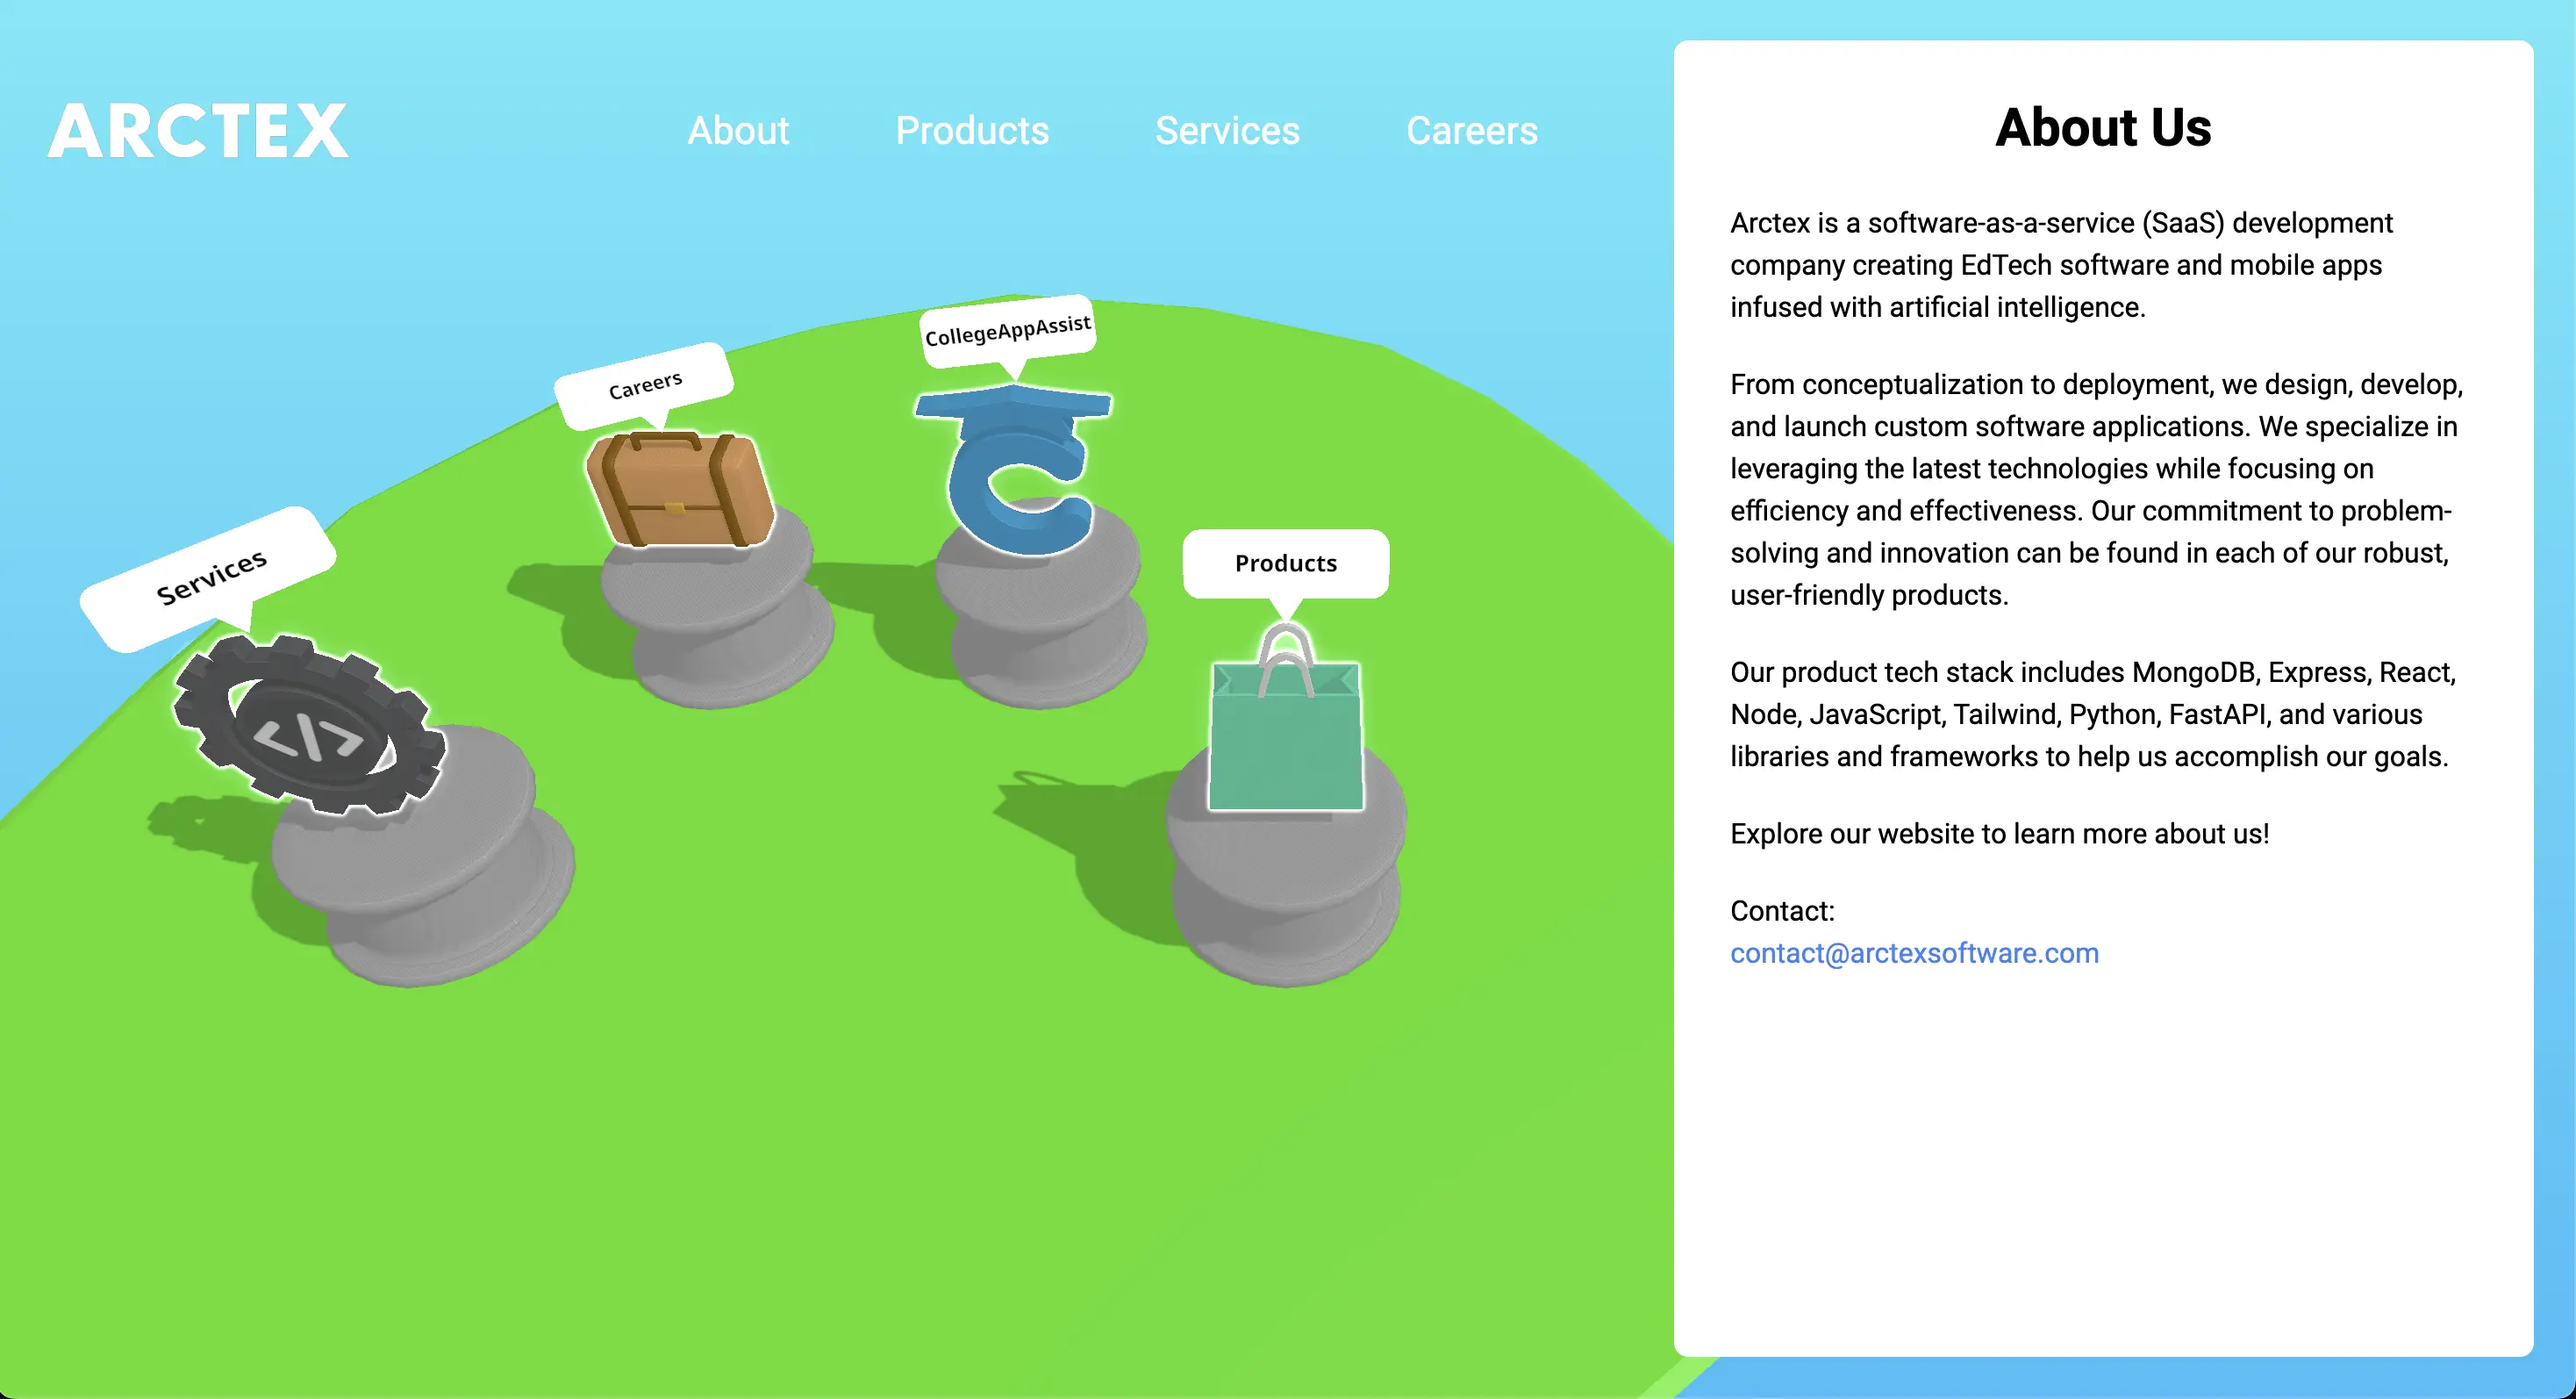 ARCTEX
About
Products
Services
Careers
CollegeAppAssist
Careers
Services
</>
Products
About Us
Arctex is a software-as-a-service (SaaS) development
company creating EdTech software and mobile apps
infused with artificial intelligence.
From conceptualization to deployment, we design, develop,
and launch custom software applications. We specialize in
leveraging the latest technologies while focusing on
efficiency and effectiveness. Our commitment to problem-
solving and innovation can be found in each of our robust,
user-friendly products.
Our product tech stack includes MongoDB, Express, React,
Node, JavaScript, Tailwind, Python, FastAPI, and various
libraries and frameworks to help us accomplish our goals.
Explore our website to learn more about us!
Contact:
contact@arctexsoftware.com